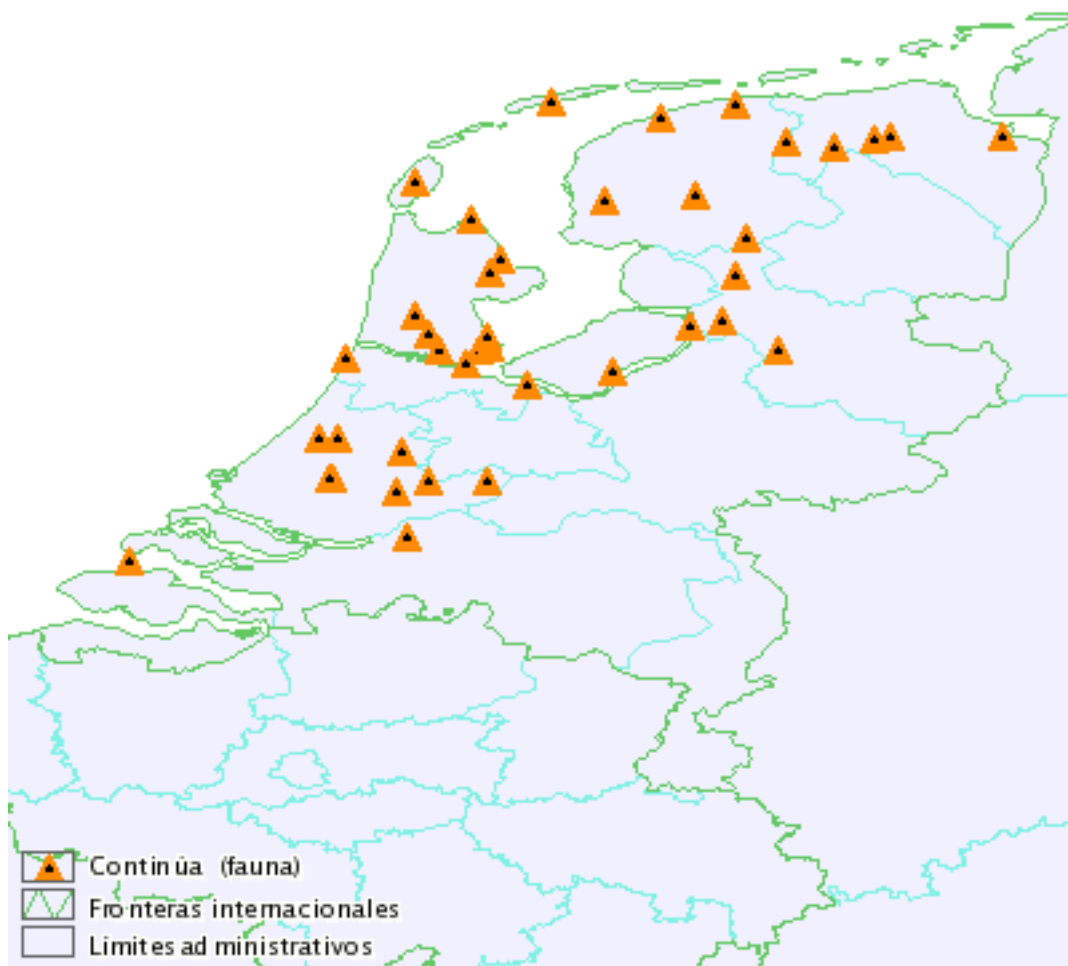 Continúa (fauna)
Fronteras internacionales
Límites administrativos